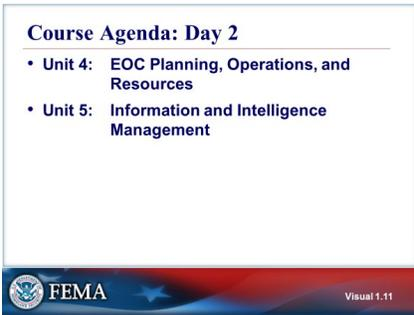 Course Agenda: Day 2
• Unit 4: EOC Planning, Operations, and
Resources
• Unit 5: Information and Intelligence
Management
FEMA
Visual 1.11